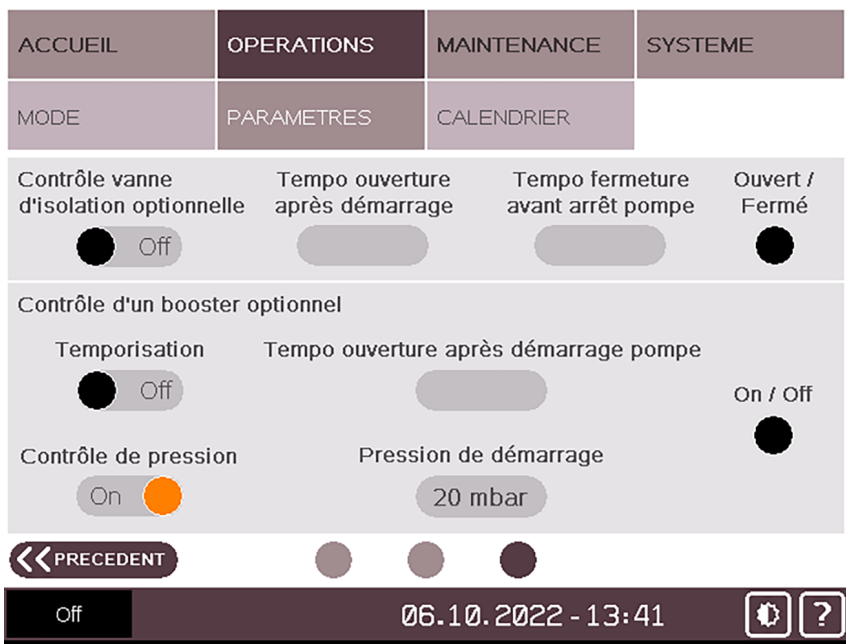 ACCUEIL OPERATIONS MAINTENANCE SYSTEME
MODE PARAMETRES CALENDRIER
Contrôle vanne Tempo ouverture Tempo fermeture Ouvert /
d'isolation optionnelle après démarrage avant arrêt pompe Fermé
Off
Contrôle d'un booster optionnel
Temporisation Tempo ouverture après démarrage pompe
Off
On / Off
Contrôle de pression Pression de démarrage
On 20 mbar
PRECEDENT
Off 06.10.2022 - 13:41 ?